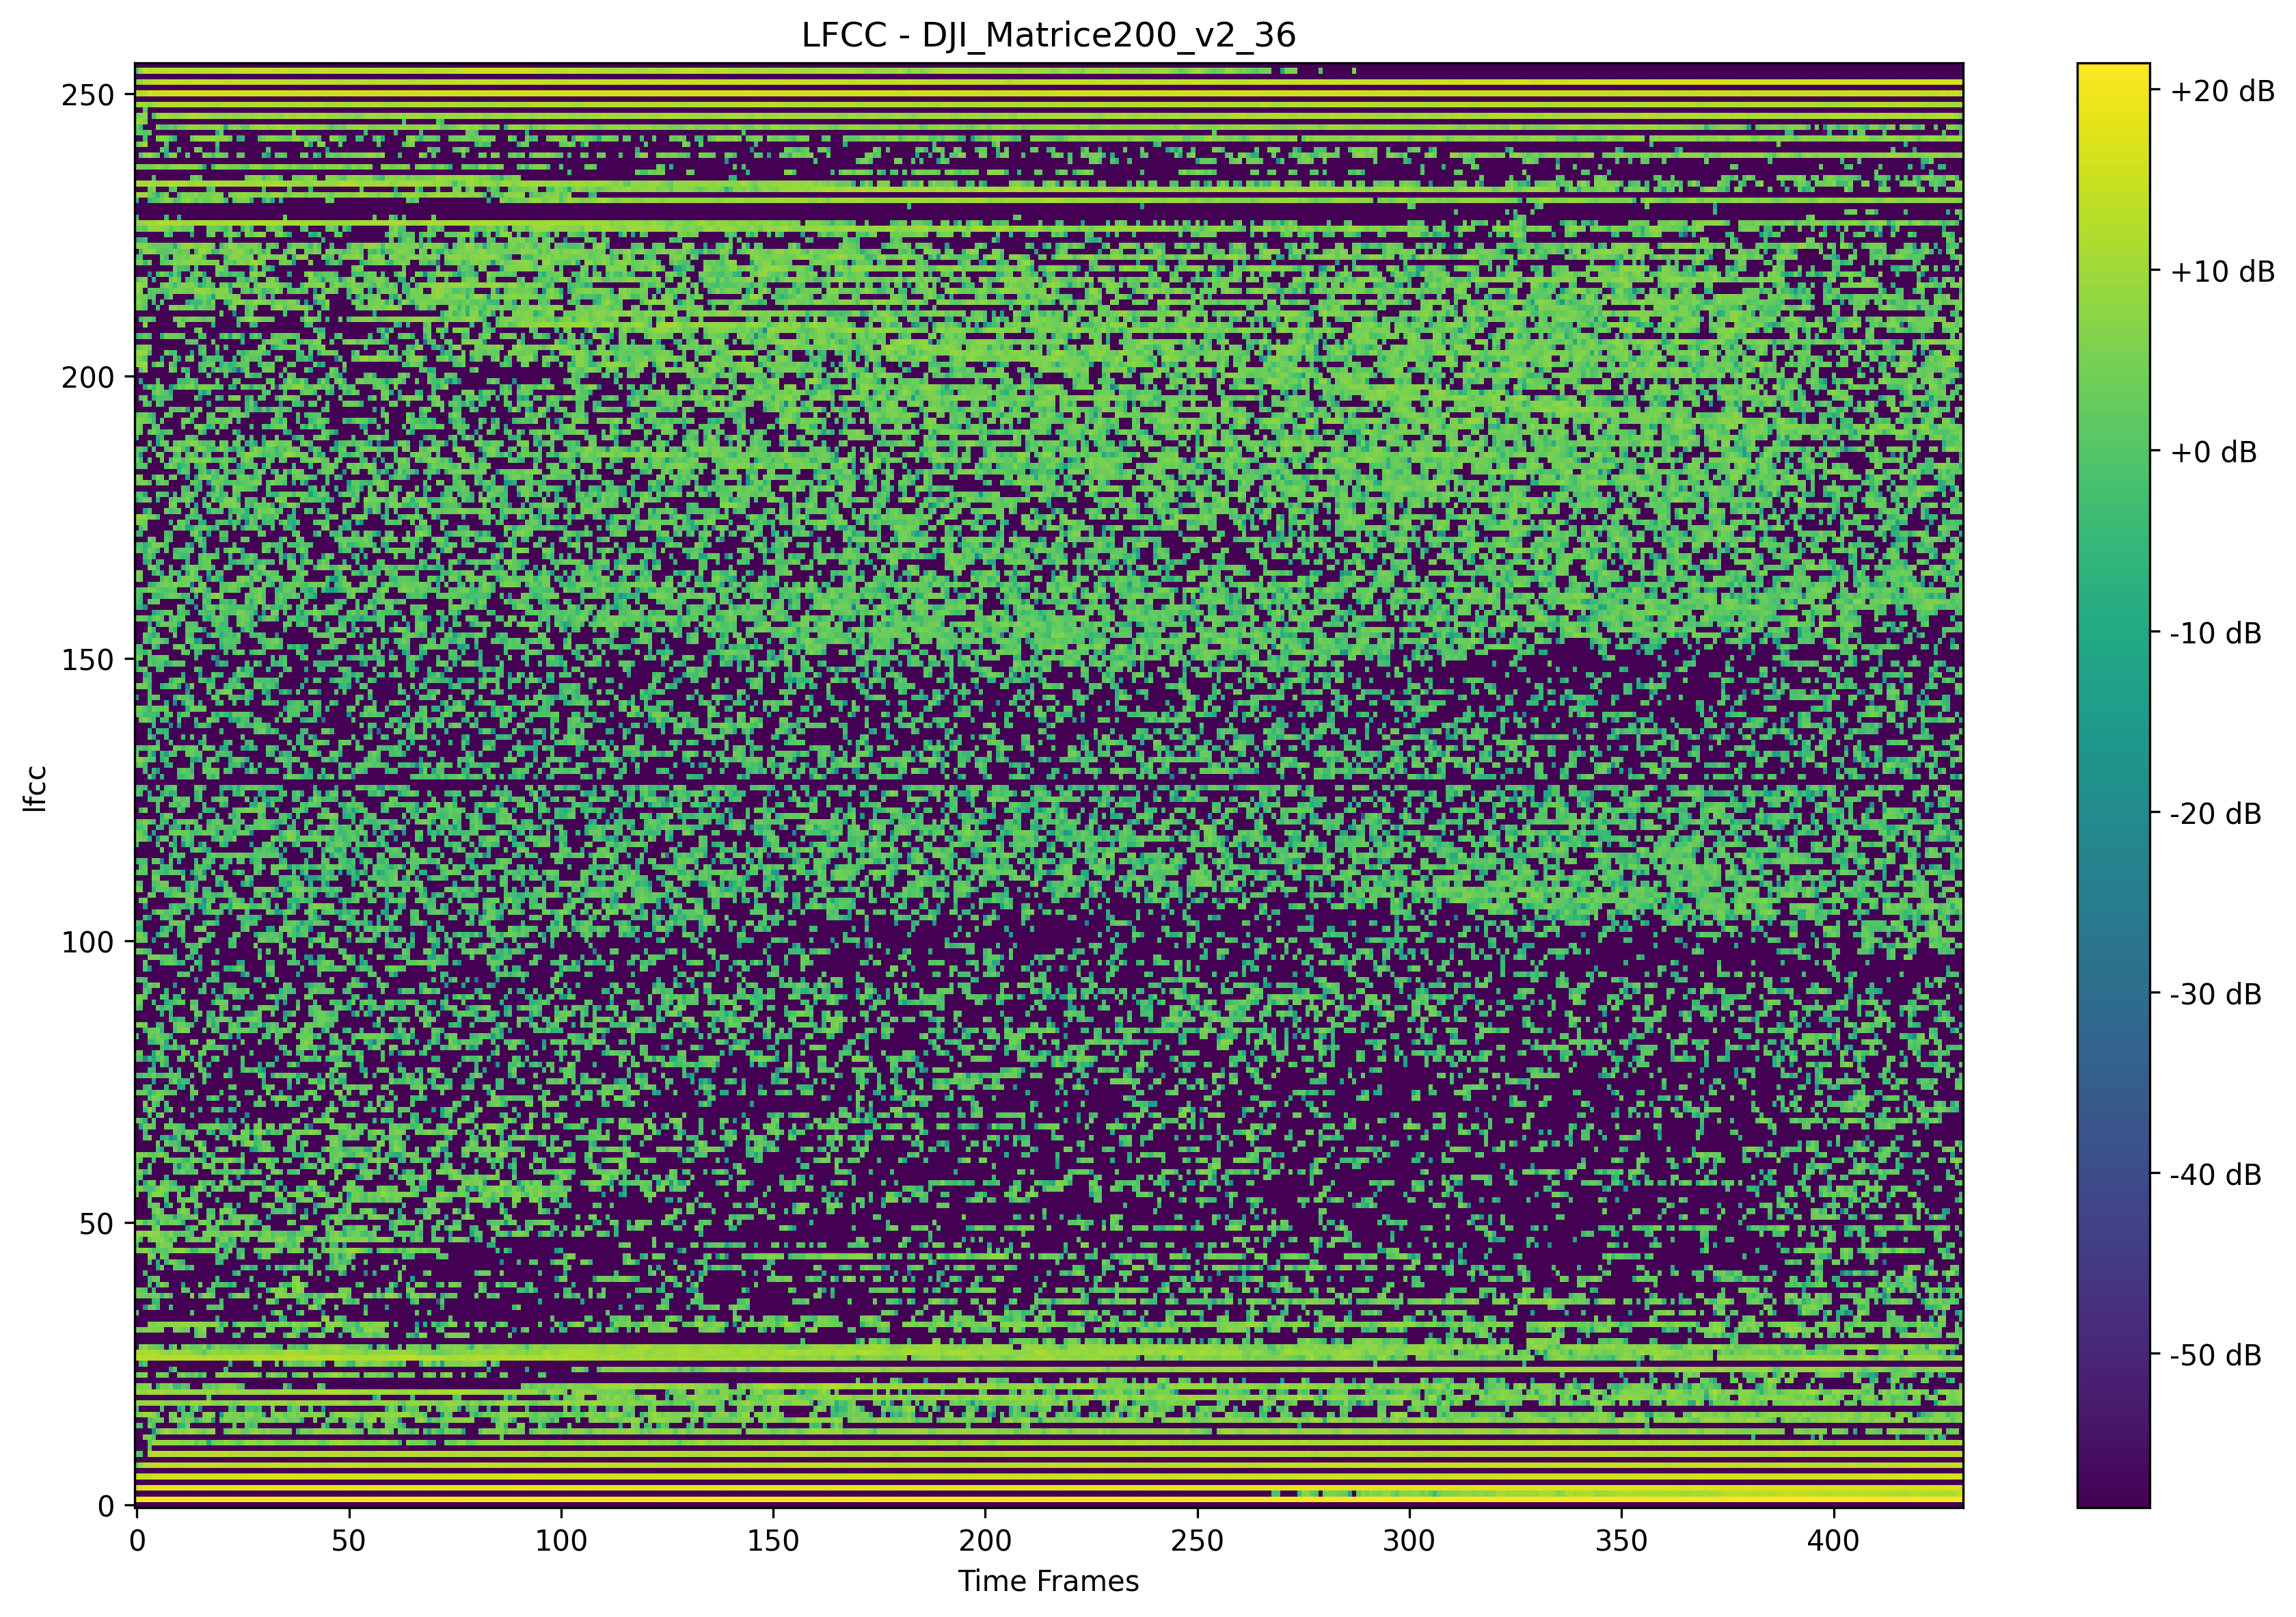 LFCC - DJI_Matrice200_v2_36
250
200
150
100
50
0
lfcc
0 50 100 150 200 250 300 350 400
Time Frames
+20 dB
+10 dB
+0 dB
-10 dB
-20 dB
-30 dB
-40 dB
-50 dB